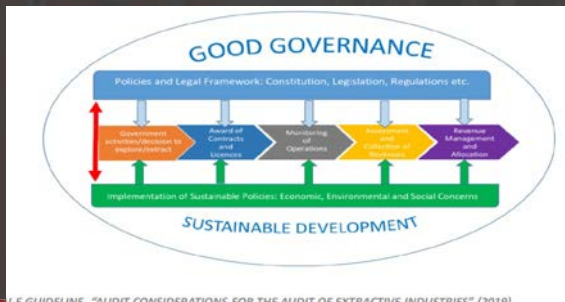 GOOD GOVERNANCE
Policies and Legal Framework: Constitution, Legislation, Regulations etc.
Government
activities/decision to
explore/extract
Award of
Contracts
and
Licences
Monitoring
of
Operations
Assessment
and
Collection of
Revenues
Revenue
Management
and
Allocation
Implementation of Sustainable Policies: Economic, Environmental and Social Concerns
SUSTAINABLE DEVELOPMENT
E GUIDELINE "AUDIT CONSIDERATIONS FOR THE AUDIT OF EXTRACTIVE INDUSTRIES" (2019)